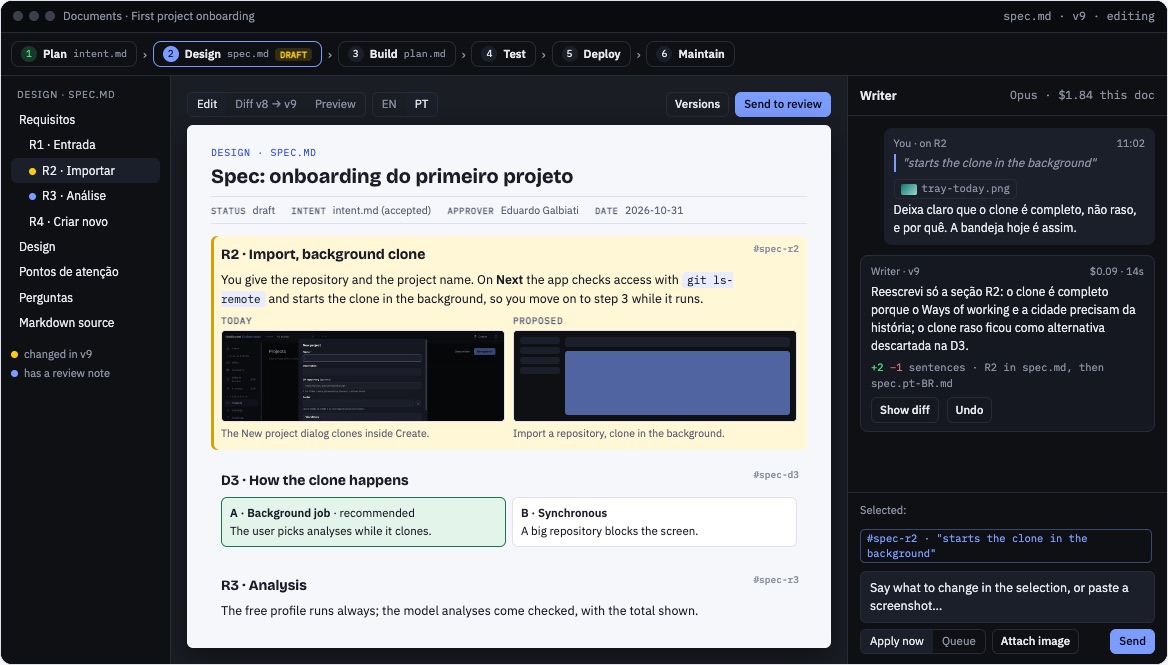 Documents · First project onboarding
spec.md · v9 · editing
1 Plan intent.md › 2 Design spec.md DRAFT › 3 Build plan.md › 4 Test › 5 Deploy › 6 Maintain
DESIGN · SPEC.MD
Requisitos
R1 · Entrada
R2 · Importar
R3 · Análise
R4 · Criar novo
Design
Pontos de atenção
Perguntas
Markdown source
changed in v9
has a review note
Edit Diff v8 → v9 Preview EN PT
Versions Send to review
DESIGN · SPEC.MD
Spec: onboarding do primeiro projeto
STATUS draft INTENT intent.md (accepted) APPROVER Eduardo Galbiati DATE 2026-10-31
R2 · Import, background clone
#spec-r2
You give the repository and the project name. On Next the app checks access with git ls-
remote and starts the clone in the background, so you move on to step 3 while it runs.
TODAY
New project
Projects
The New project dialog clones inside Create.
PROPOSED
Import a repository, clone in the background.
D3 · How the clone happens
#spec-d3
A · Background job · recommended
The user picks analyses while it clones.
B · Synchronous
A big repository blocks the screen.
R3 · Analysis
#spec-r3
The free profile runs always; the model analyses come checked, with the total shown.
Writer
Opus · $1.84 this doc
You · on R2
11:02
"starts the clone in the background"
tray-today.png
Deixa claro que o clone é completo, não raso,
e por quê. A bandeja hoje é assim.
Writer · v9
$0.09 · 14s
Reescrevi só a seção R2: o clone é completo
porque o Ways of working e a cidade precisam da
história; o clone raso ficou como alternativa
descartada na D3.
+2 −1 sentences · R2 in spec.md, then
spec.pt-BR.md
Show diff Undo
Selected:
#spec-r2 · "starts the clone in the
background"
Say what to change in the selection, or paste a
screenshot…
Apply now Queue Attach image Send